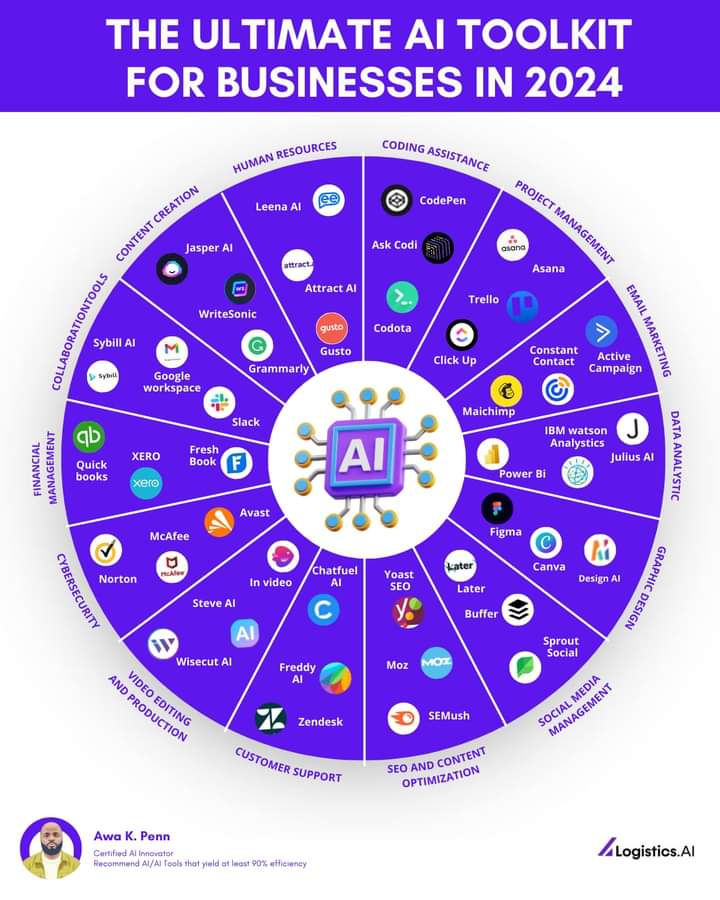 THE ULTIMATE AI TOOLKIT
FOR BUSINESSES IN 2024
HUMAN RESOURCES
Leena AI
attract.
Attract AI
gusto
Gusto
CODING ASSISTANCE
CodePen
Ask Codi
Codota
PROJECT MANAGEMENT
asana
Asana
Trello
Click Up
EMAIL MARKETING
Constant
Contact
Active
Campaign
Maichimp
DATA ANALYSTIC
IBM watson
Analystics
J
Julius AI
Power Bi
GRAPHIC DESIGN
Figma
C
Canva
Design AI
SOCIAL MEDIA
MANAGEMENT
Later
Later
Buffer
Sprout
Social
SEO AND CONTENT
OPTIMIZATION
Yoast
SEO
y
Moz
MOZ
SEMush
CUSTOMER SUPPORT
Chatfuel
AI
C
Freddy
AI
Zendesk
VIDEO EDITING
AND PRODUCTION
In video
Steve AI
AI
Wisecut AI
CYBERSECURITY
Avast
McAfee
McAfee
Norton
FINANCIAL
MANAGEMENT
qb
Quick
books
XERO
xero
Fresh
Book
F
COLLABORATIONTOOLS
Sybill AI
Sybill
Google
workspace
Slack
CONTENT CREATION
Jasper AI
WS
WriteSonic
Grammarly
AI
Awa K. Penn
Certified AI Innovator
Recommend AI/AI Tools that yield at least 90% efficiency
Logistics.AI